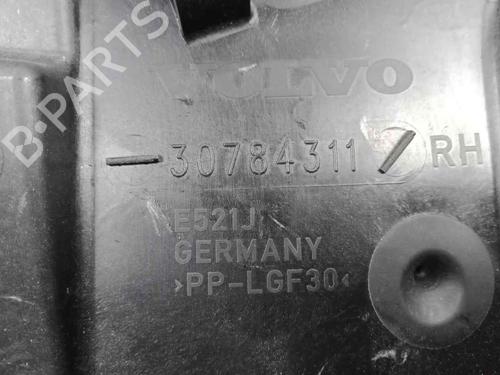 B-PARTS
VOLVO
30784311 RH
E521J
GERMANY
>PP-LGF30<